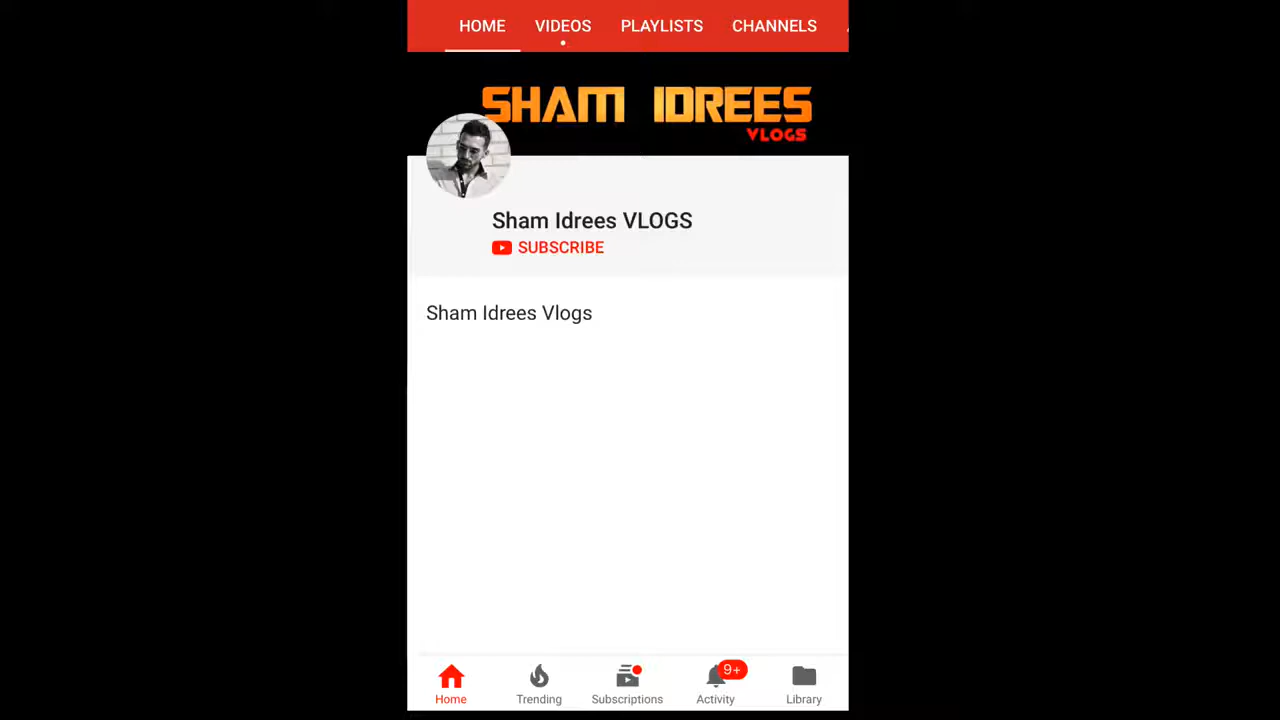 HOME VIDEOS PLAYLISTS CHANNELS
SHAM IDREES
VLOGS
Sham Idrees VLOGS
SUBSCRIBE
Sham Idrees Vlogs
9+
Home Trending Subscriptions Activity Library